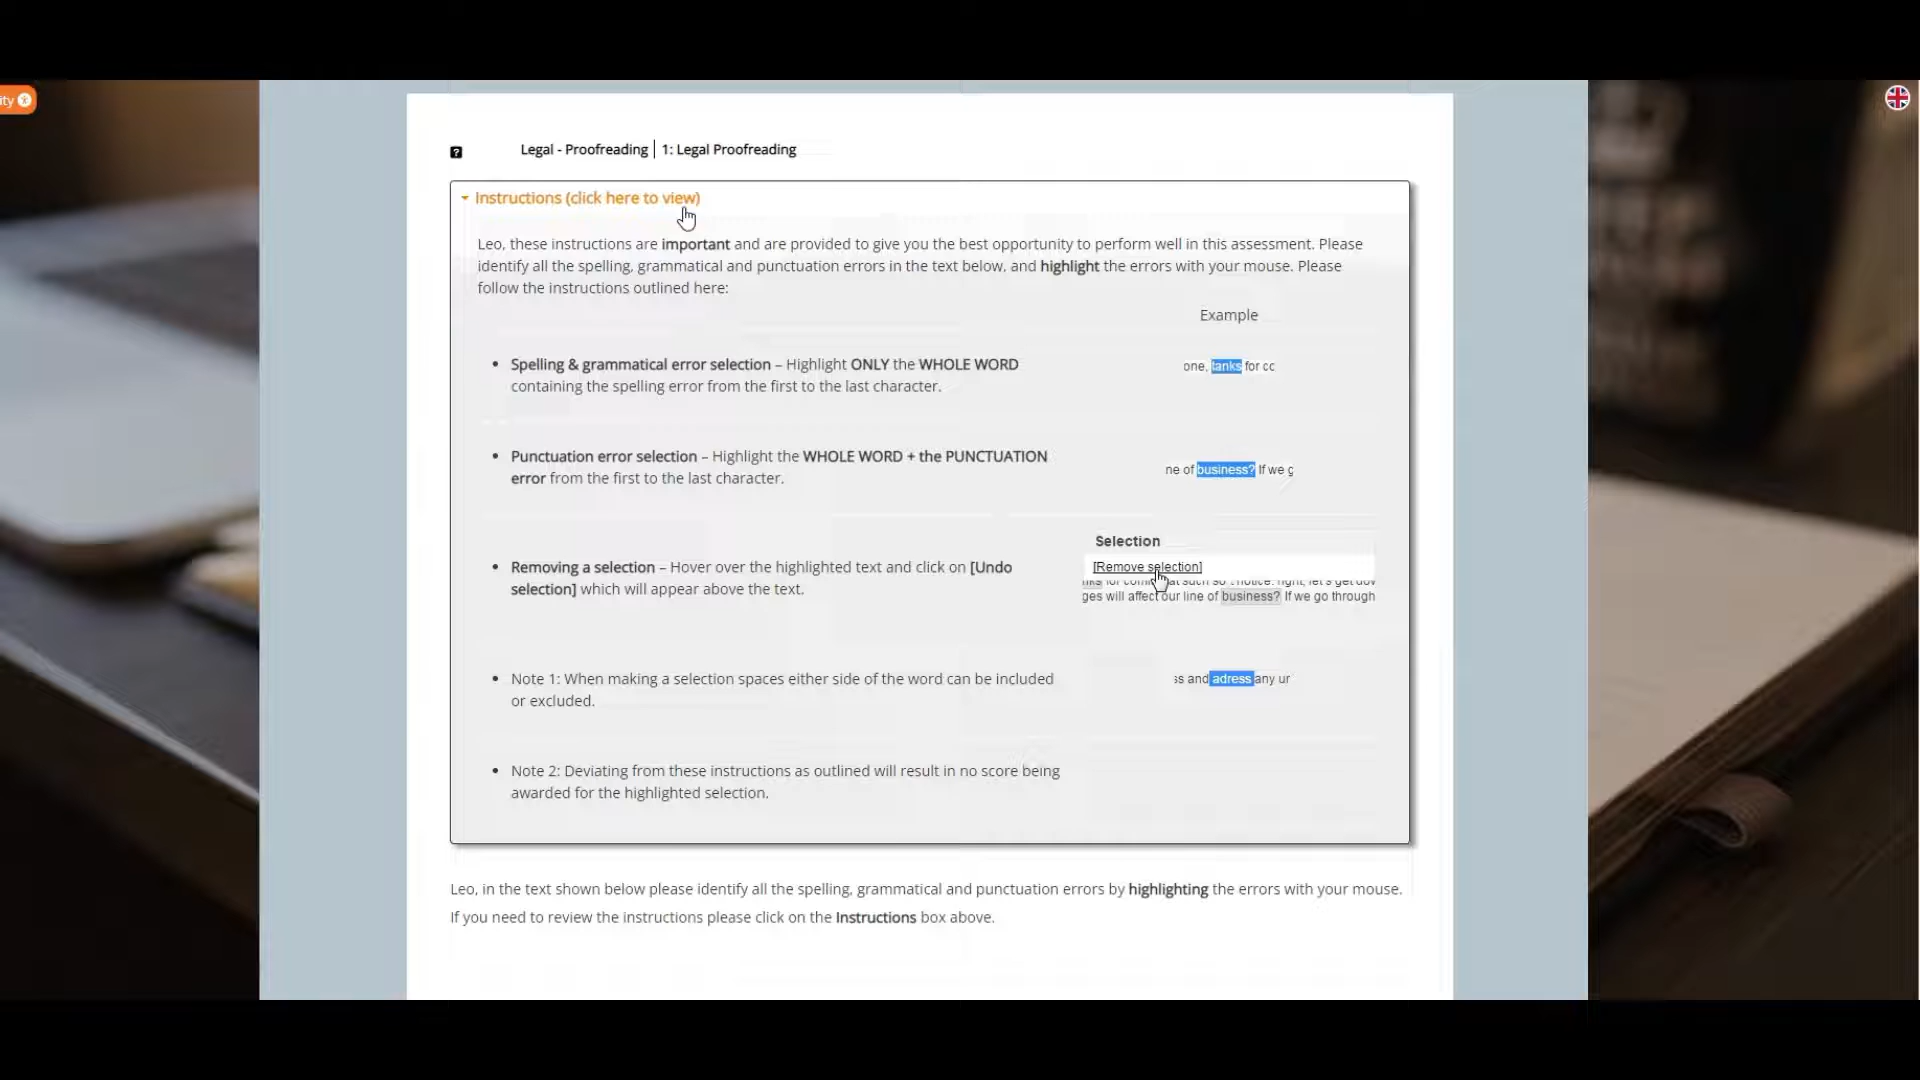 ity
Legal - Proofreading | 1: Legal Proofreading
Instructions (click here to view)
Leo, these instructions are important and are provided to give you the best opportunity to perform well in this assessment. Please
identify all the spelling, grammatical and punctuation errors in the text below, and highlight the errors with your mouse. Please
follow the instructions outlined here:
Example
• Spelling & grammatical error selection – Highlight ONLY the WHOLE WORD
containing the spelling error from the first to the last character.
one, tanks for cc
• Punctuation error selection – Highlight the WHOLE WORD + the PUNCTUATION
error from the first to the last character.
ne of business? If we g
• Removing a selection – Hover over the highlighted text and click on [Undo
selection] which will appear above the text.
Selection
[Remove selection]
ges will affect our line of business? If we go through
• Note 1: When making a selection spaces either side of the word can be included
or excluded.
ss and adress any ur
• Note 2: Deviating from these instructions as outlined will result in no score being
awarded for the highlighted selection.
Leo, in the text shown below please identify all the spelling, grammatical and punctuation errors by highlighting the errors with your mouse.
If you need to review the instructions please click on the Instructions box above.